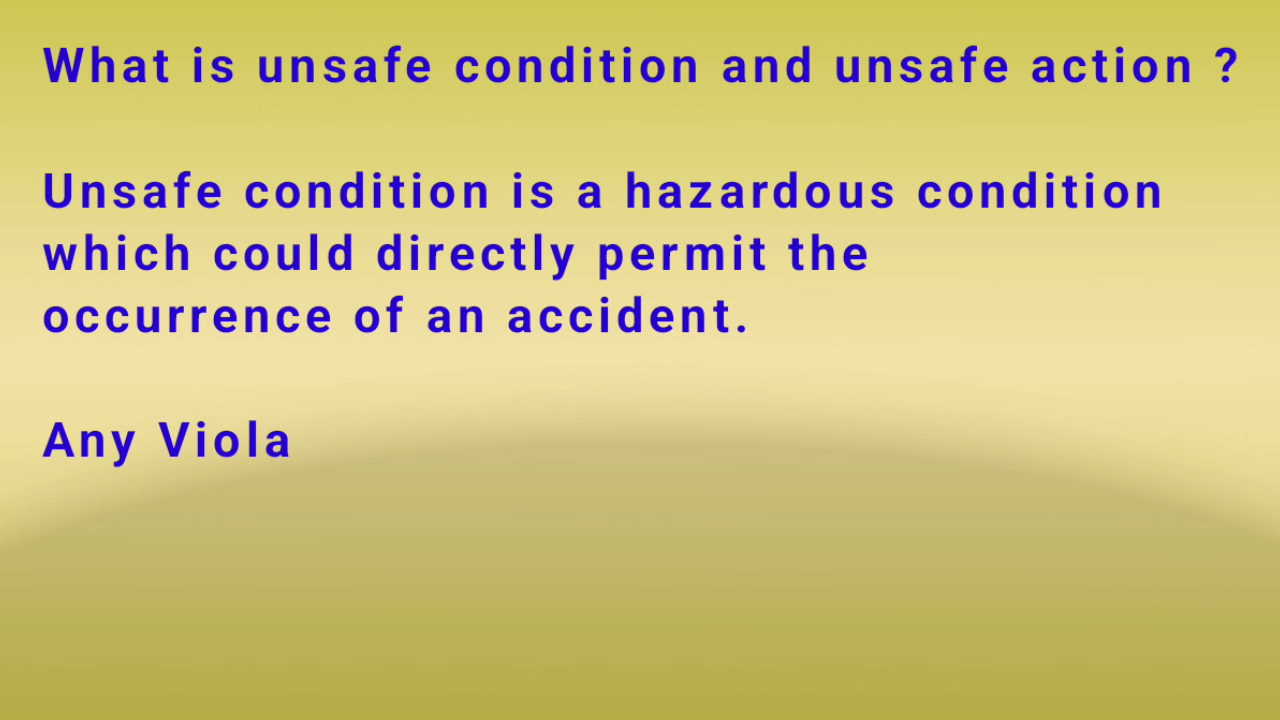 What is unsafe condition and unsafe action ?
Unsafe condition is a hazardous condition
which could directly permit the
occurrence of an accident.
Any Viola